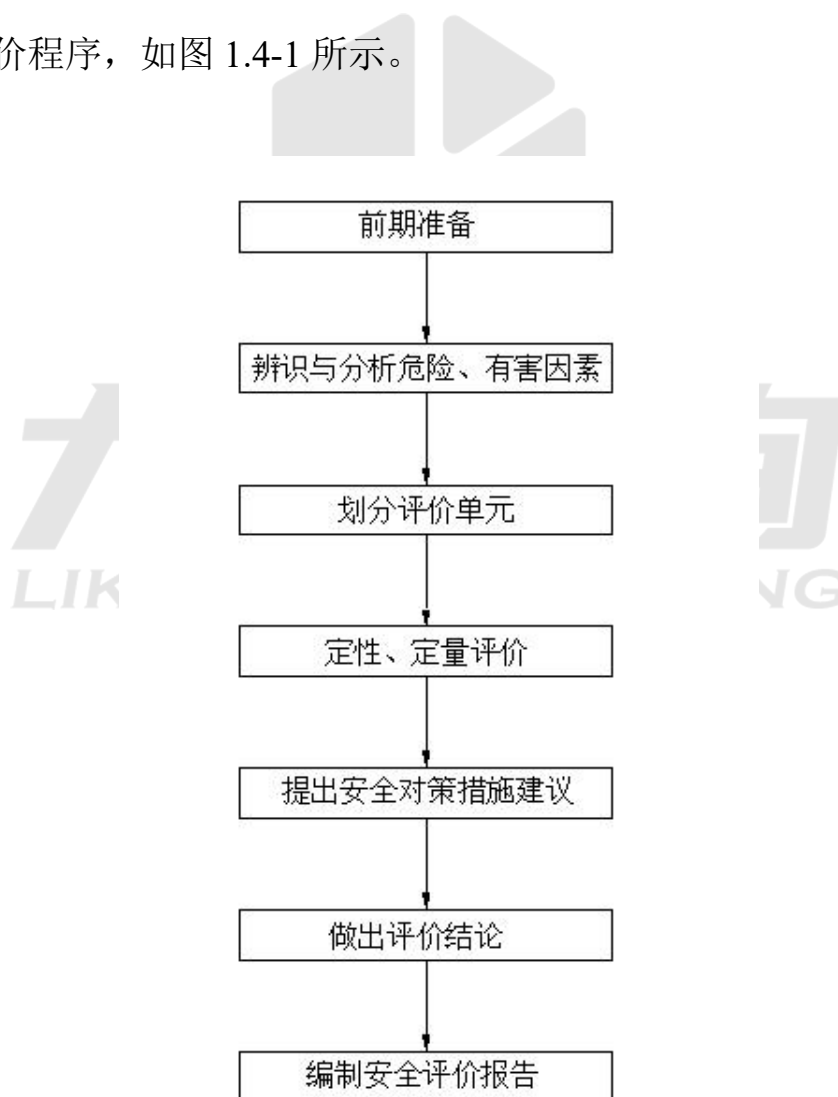 价程序，如图 1.4-1 所示。
前期准备
辨识与分析危险、有害因素
划分评价单元
LIK
NG
定性、定量评价
提出安全对策措施建议
做出评价结论
编制安全评价报告